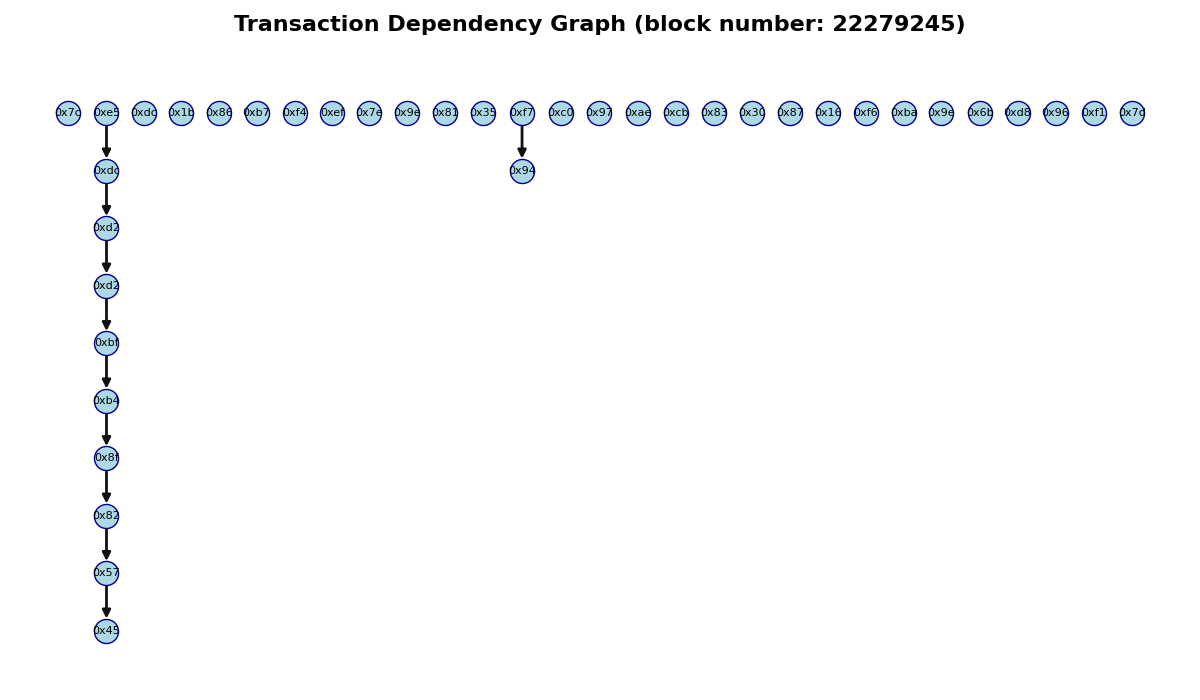 Transaction Dependency Graph (block number: 22279245)
0x7c 0xe5 0xdc 0x1b 0x86 0xb7 0xf4 0xef 0x7e 0x9e 0x81 0x35 0xf7 0xc0 0x97 0xae 0xcb 0x83 0x30 0x87 0x16 0xf6 0xba 0x9e 0x6b 0xd8 0x96 0xf1 0x7d
0xdc 0x94
0xd2
0xd2
0xbf
0xb4
0x8f
0x82
0x57
0x45